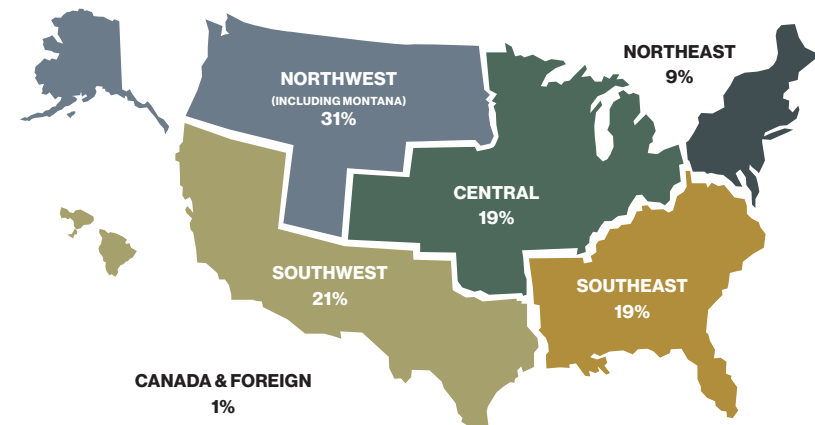 NORTHEAST
9%
NORTHWEST
(INCLUDING MONTANA)
31%
CENTRAL
19%
SOUTHWEST
21%
SOUTHEAST
19%
CANADA & FOREIGN
1%